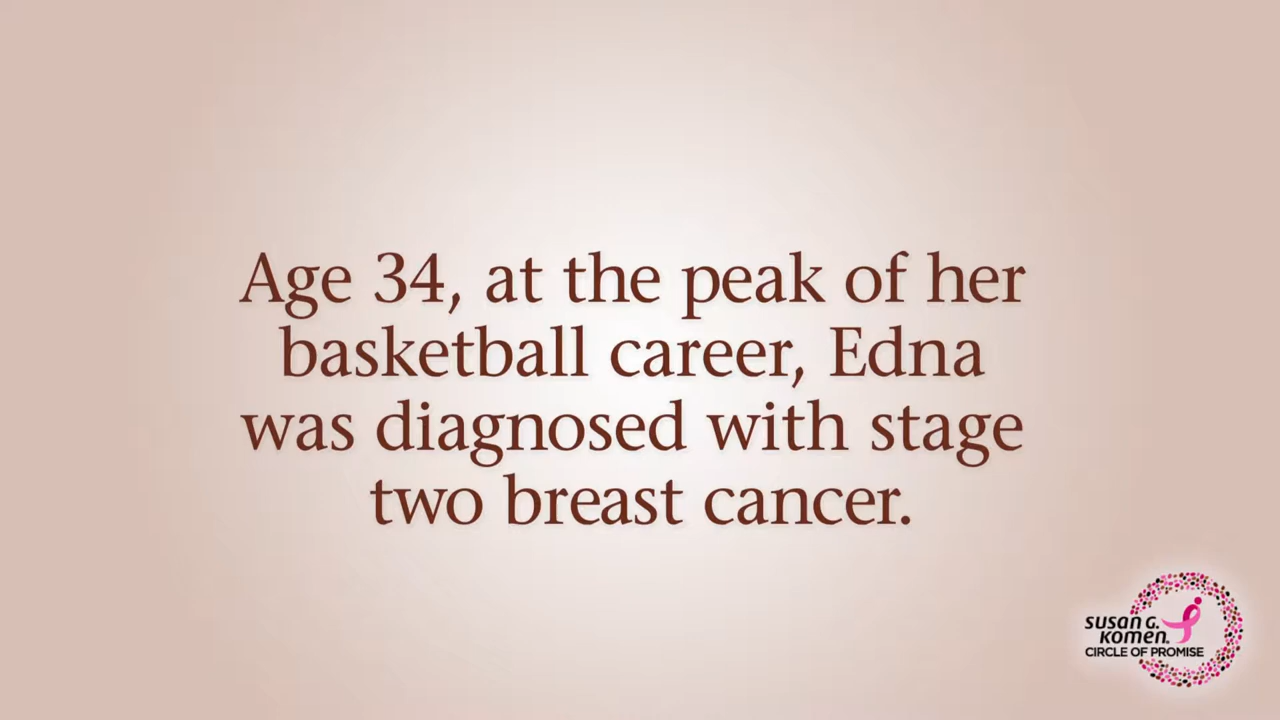 Age 34, at the peak of her
basketball career, Edna
was diagnosed with stage
two breast cancer.
susan G.
komen.
CIRCLE OF PROMISE